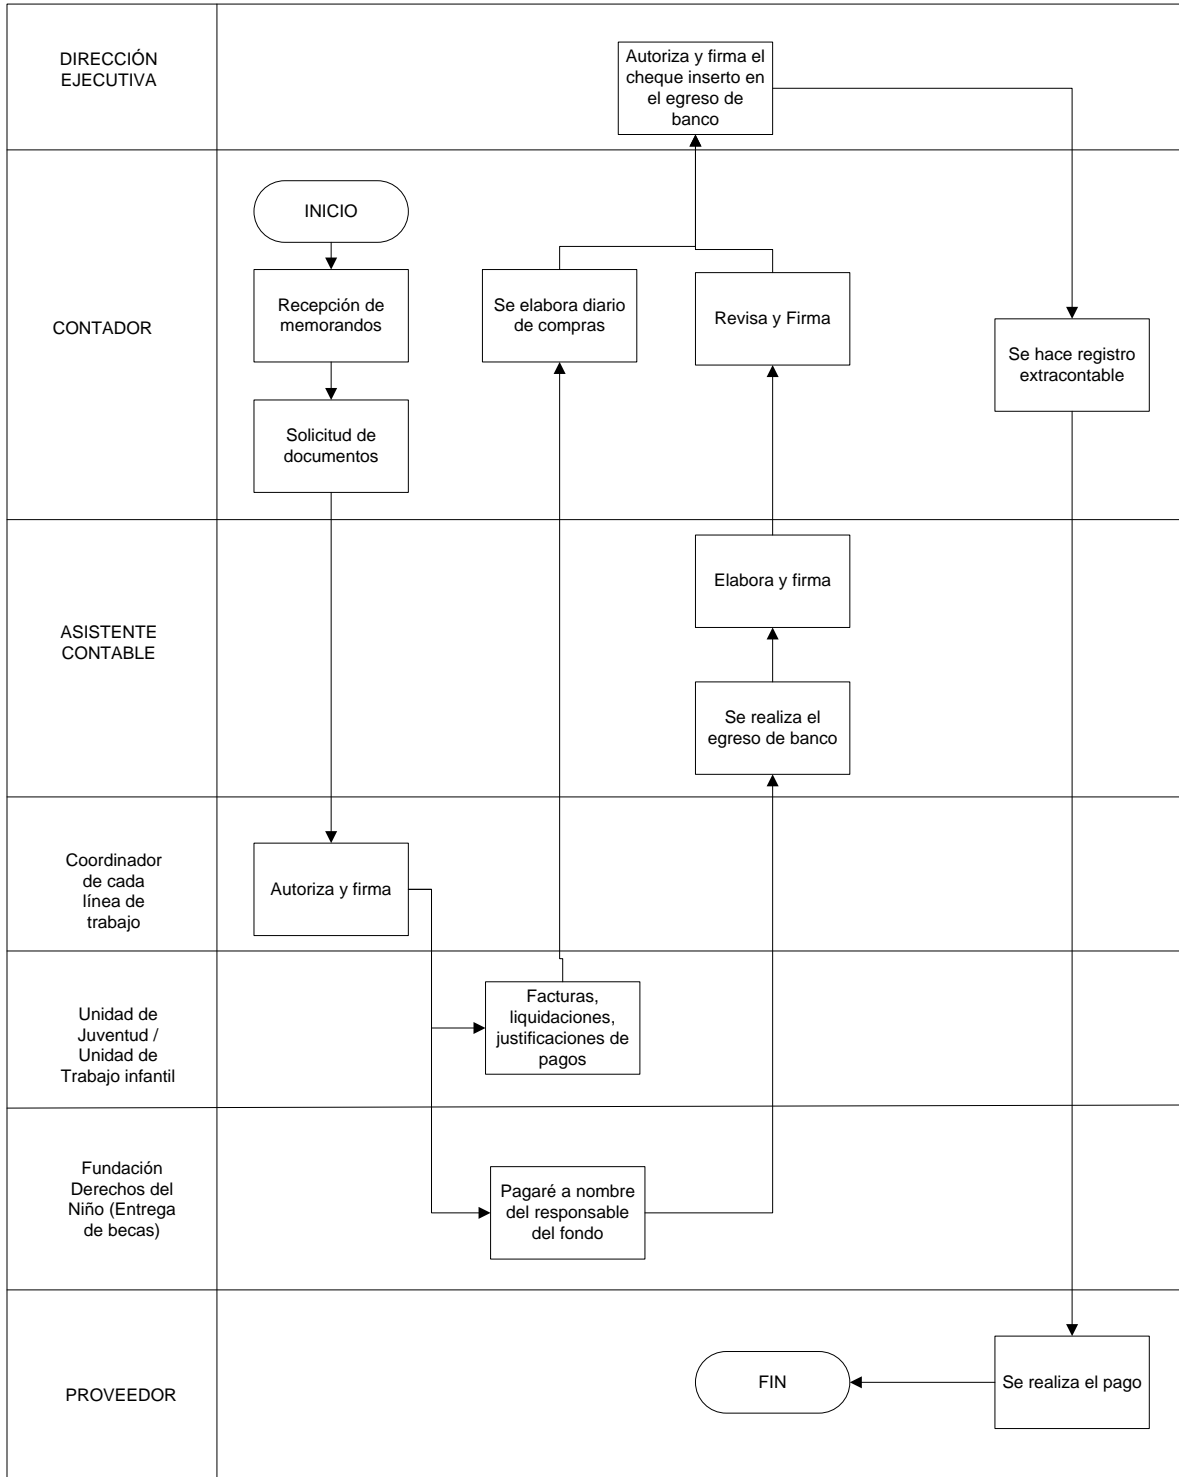 DIRECCIÓN
EJECUTIVA
Autoriza y firma el
cheque inserto en
el egreso de
banco
CONTADOR
INICIO
Recepción de
memorandos
Solicitud de
documentos
Se elabora diario
de compras
Revisa y Firma
Se hace registro
extracontable
ASISTENTE
CONTABLE
Elabora y firma
Se realiza el
egreso de banco
Coordinador
de cada
línea de
trabajo
Autoriza y firma
Unidad de
Juventud /
Unidad de
Trabajo infantil
Facturas,
liquidaciones,
justificaciones de
pagos
Fundación
Derechos del
Niño (Entrega
de becas)
Pagaré a nombre
del responsable
del fondo
PROVEEDOR
FIN
Se realiza el pago